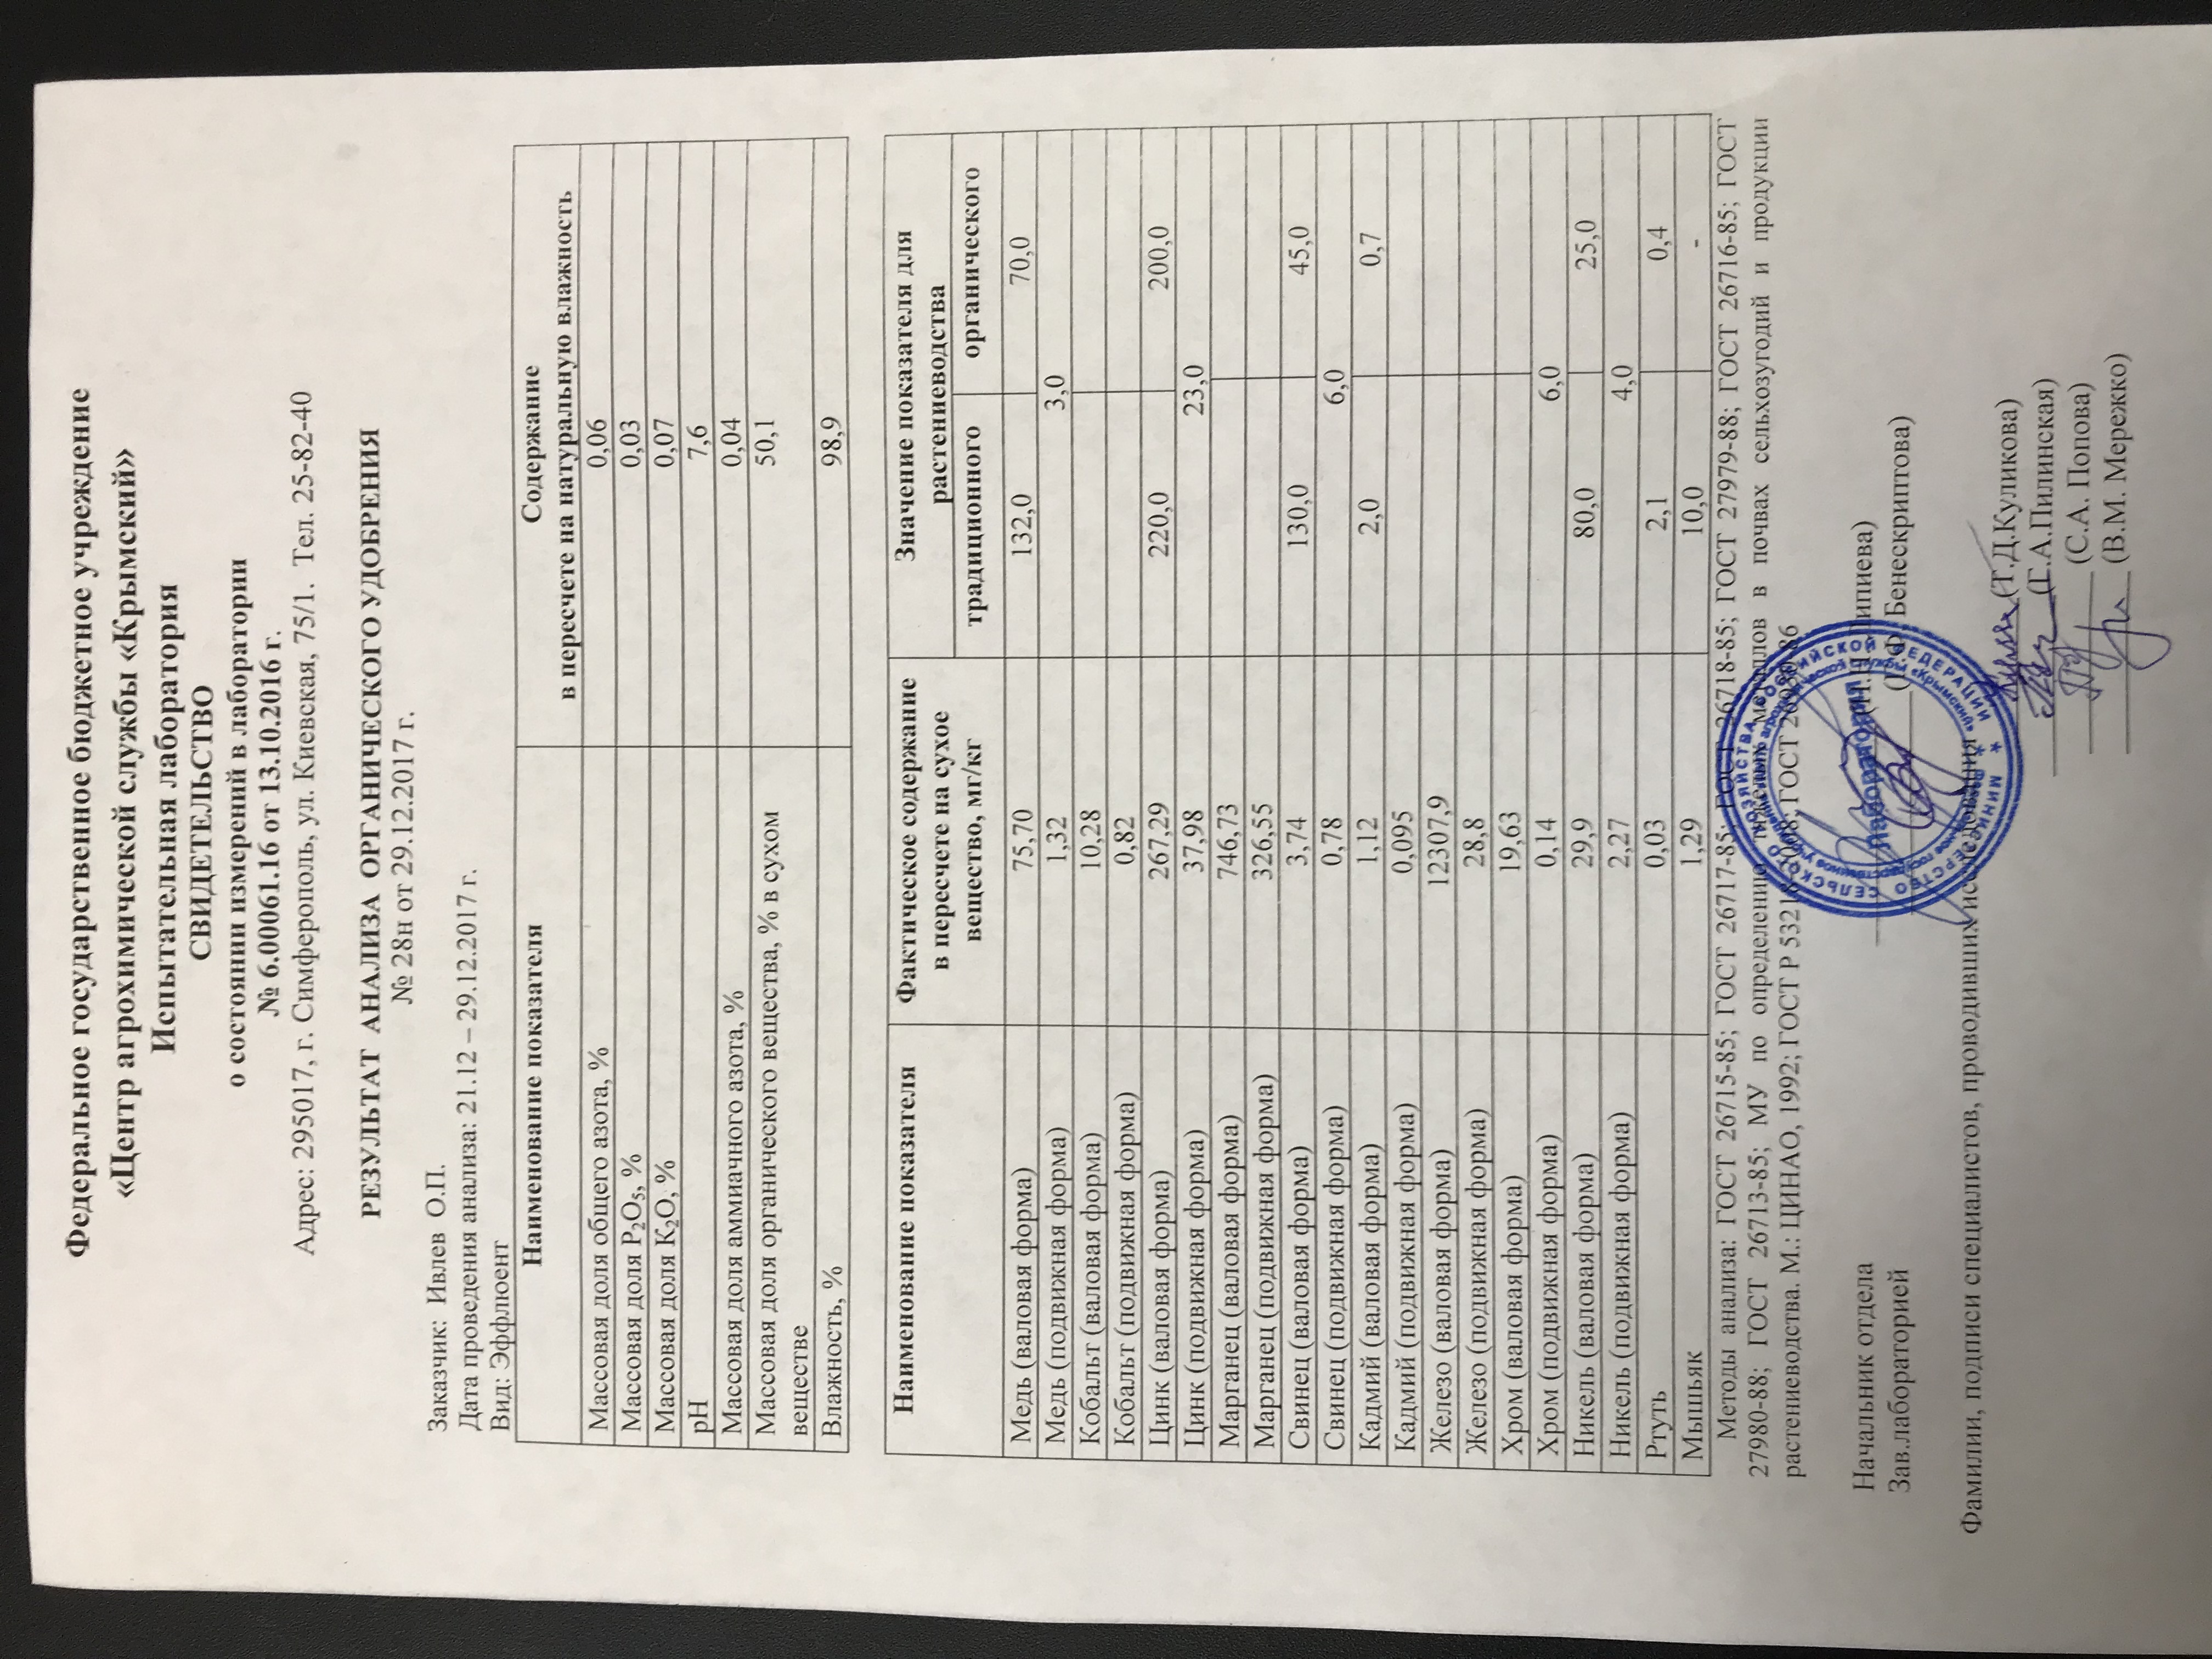 Федеральное государственное бюджетное учреждение
«Центр агрохимической службы «Крымский»
Испытательная лаборатория
СВИДЕТЕЛЬСТВО
о состоянии измерений в лаборатории
№ 6.00061.16 от 13.10.2016 г.
Адрес: 295017, г. Симферополь, ул. Киевская, 75/1. Тел. 25-82-40
РЕЗУЛЬТАТ АНАЛИЗА ОРГАНИЧЕСКОГО УДОБРЕНИЯ
№ 28н от 29.12.2017 г.
Заказчик: Ивлев О.П.
Дата проведения анализа: 21.12 – 29.12.2017 г.
Вид: Эффлюент
Наименование показателя Содержание
в пересчете на натуральную влажность
Массовая доля общего азота, % 0,06
Массовая доля P₂O₅, % 0,03
Массовая доля K₂O, % 0,07
pH 7,6
Массовая доля аммиачного азота, % 0,04
Массовая доля органического вещества, % в сухом 50,1
веществе
Влажность, % 98,9
Наименование показателя Фактическое содержание Значение показателя для
в пересчете на сухое растениеводства
вещество, мг/кг традиционного органического
Медь (валовая форма) 75,70 132,0 70,0
Медь (подвижная форма) 1,32 3,0
Кобальт (валовая форма) 10,28
Кобальт (подвижная форма) 0,82
Цинк (валовая форма) 267,29 220,0 200,0
Цинк (подвижная форма) 37,98 23,0
Марганец (валовая форма) 746,73
Марганец (подвижная форма) 326,55
Свинец (валовая форма) 3,74 130,0 45,0
Свинец (подвижная форма) 0,78 6,0
Кадмий (валовая форма) 1,12 2,0 0,7
Кадмий (подвижная форма) 0,095
Железо (валовая форма) 12307,9
Железо (подвижная форма) 28,8
Хром (валовая форма) 19,63
Хром (подвижная форма) 0,14 6,0
Никель (валовая форма) 29,9 80,0 25,0
Никель (подвижная форма) 2,27 4,0
Ртуть 0,03 2,1 0,4
Мышьяк 1,29 10,0 -
Методы анализа: ГОСТ 26715-85; ГОСТ 26717-85; ГОСТ 26718-85; ГОСТ 27979-88; ГОСТ 26716-85; ГОСТ
27980-88; ГОСТ 26713-85; МУ по определению тяжелых металлов в почвах сельхозугодий и продукции
растениеводства. М.: ЦИНАО, 1992; ГОСТ Р 53218-2008; ГОСТ 26930-86
МИНИСТЕРСТВО СЕЛЬСКОГО ХОЗЯЙСТВА РОССИЙСКОЙ ФЕДЕРАЦИИ
Лаборатория
Начальник отдела
Зав.лабораторией Бенескриптова)
Фамилии, подписи специалистов, проводивших исследования
(Т.Д.Куликова)
(Г.А.Пилинская)
(С.А. Попова)
(В.М. Мережко)